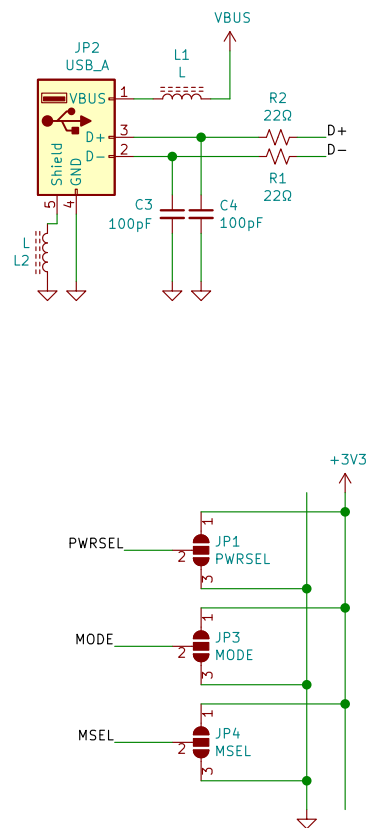 VBUS
L1
L
JP2
USB_A
VBUS
1
R2
22Ω
D+
3
D+
D-
2
D-
R1
22Ω
Shield
GND
5
4
C3
100pF
C4
100pF
L
L2
+3V3
1
JP1
PWRSEL
PWRSEL
2
3
1
JP3
MODE
MODE
2
3
1
JP4
MSEL
MSEL
2
3